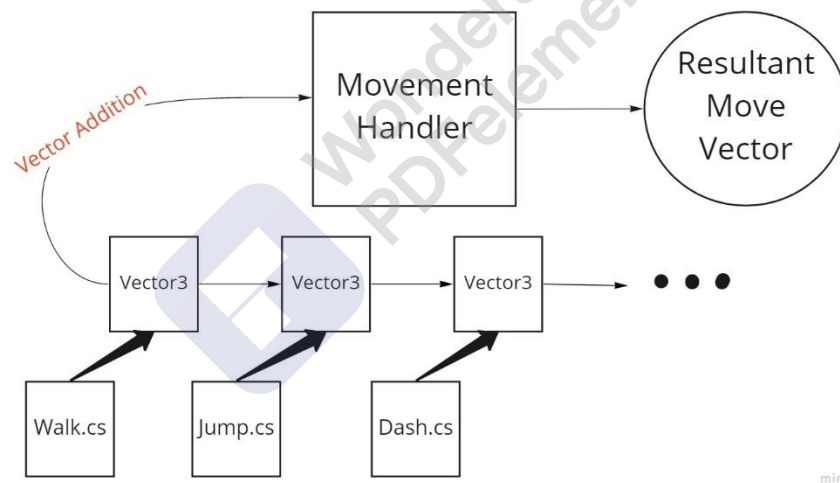 Movement
Handler
Resultant
Move
Vector
Vector Addition
Vector3
Vector3
Vector3
Walk.cs
Jump.cs
Dash.cs